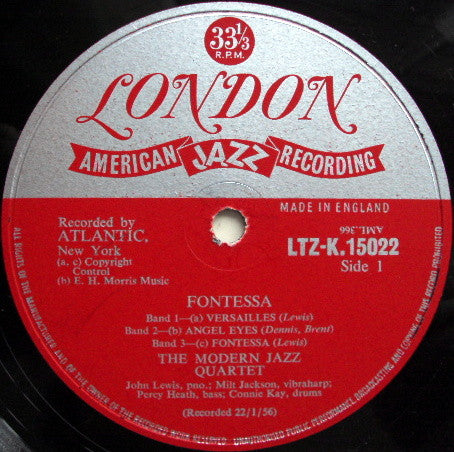 33 1/3
R.P.M.
LONDON
AMERICAN JAZZ RECORDING
MADE IN ENGLAND
Recorded by
ATLANTIC,
New York
(a, c) Copyright
Control
(b) E. H. Morris Music
AML.366
LTZ-K.15022
Side 1
FONTESSA
Band 1—(a) VERSAILLES (Lewis)
Band 2—(b) ANGEL EYES (Dennis, Brent)
Band 3—(c) FONTESSA (Lewis)
THE MODERN JAZZ
QUARTET
John Lewis, pno.; Milt Jackson, vibraharp;
Percy Heath, bass; Connie Kay, drums
(Recorded 22/1/56)
ALL RIGHTS OF THE MANUFACTURER AND OF THE OWNER OF THE RECORDED WORK RESERVED UNAUTHORISED PUBLIC PERFORMANCE, BROADCASTING AND COPYING OF THIS RECORD PROHIBITED